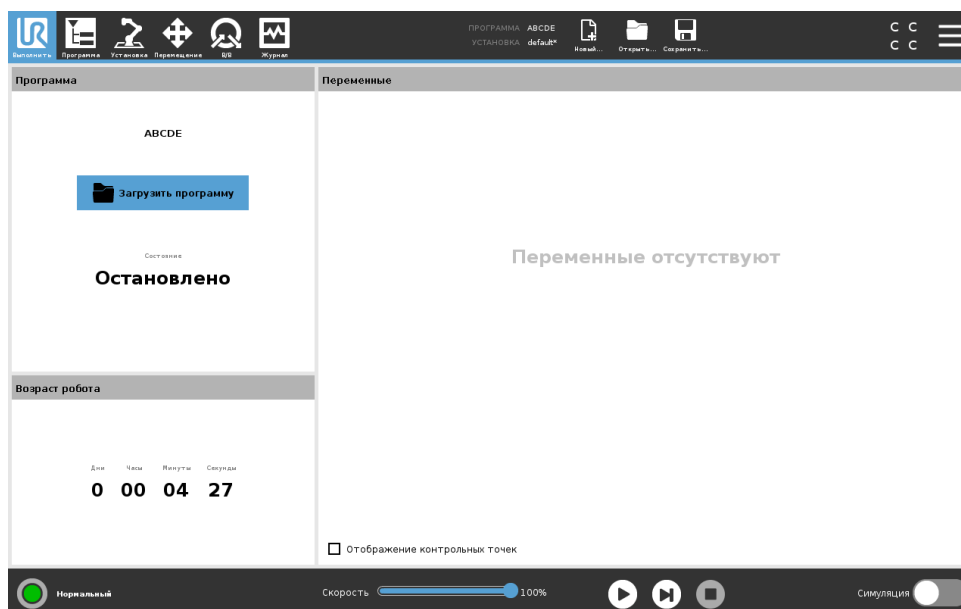 UR
ПРОГРАММА ABCDE
УСТАНОВКА default*
Выполнить Программа Установка Перемещение В/В Журнал
Новый... Открыть... Сохранить...
C C
C C
Программа
ABCDE
Загрузить программу
Состояние
Остановлено
Переменные
Переменные отсутствуют
Отображение контрольных точек
Возраст робота
Дни Часы Минуты Секунды
0 00 04 27
Нормальный
Скорость 100%
Симуляция